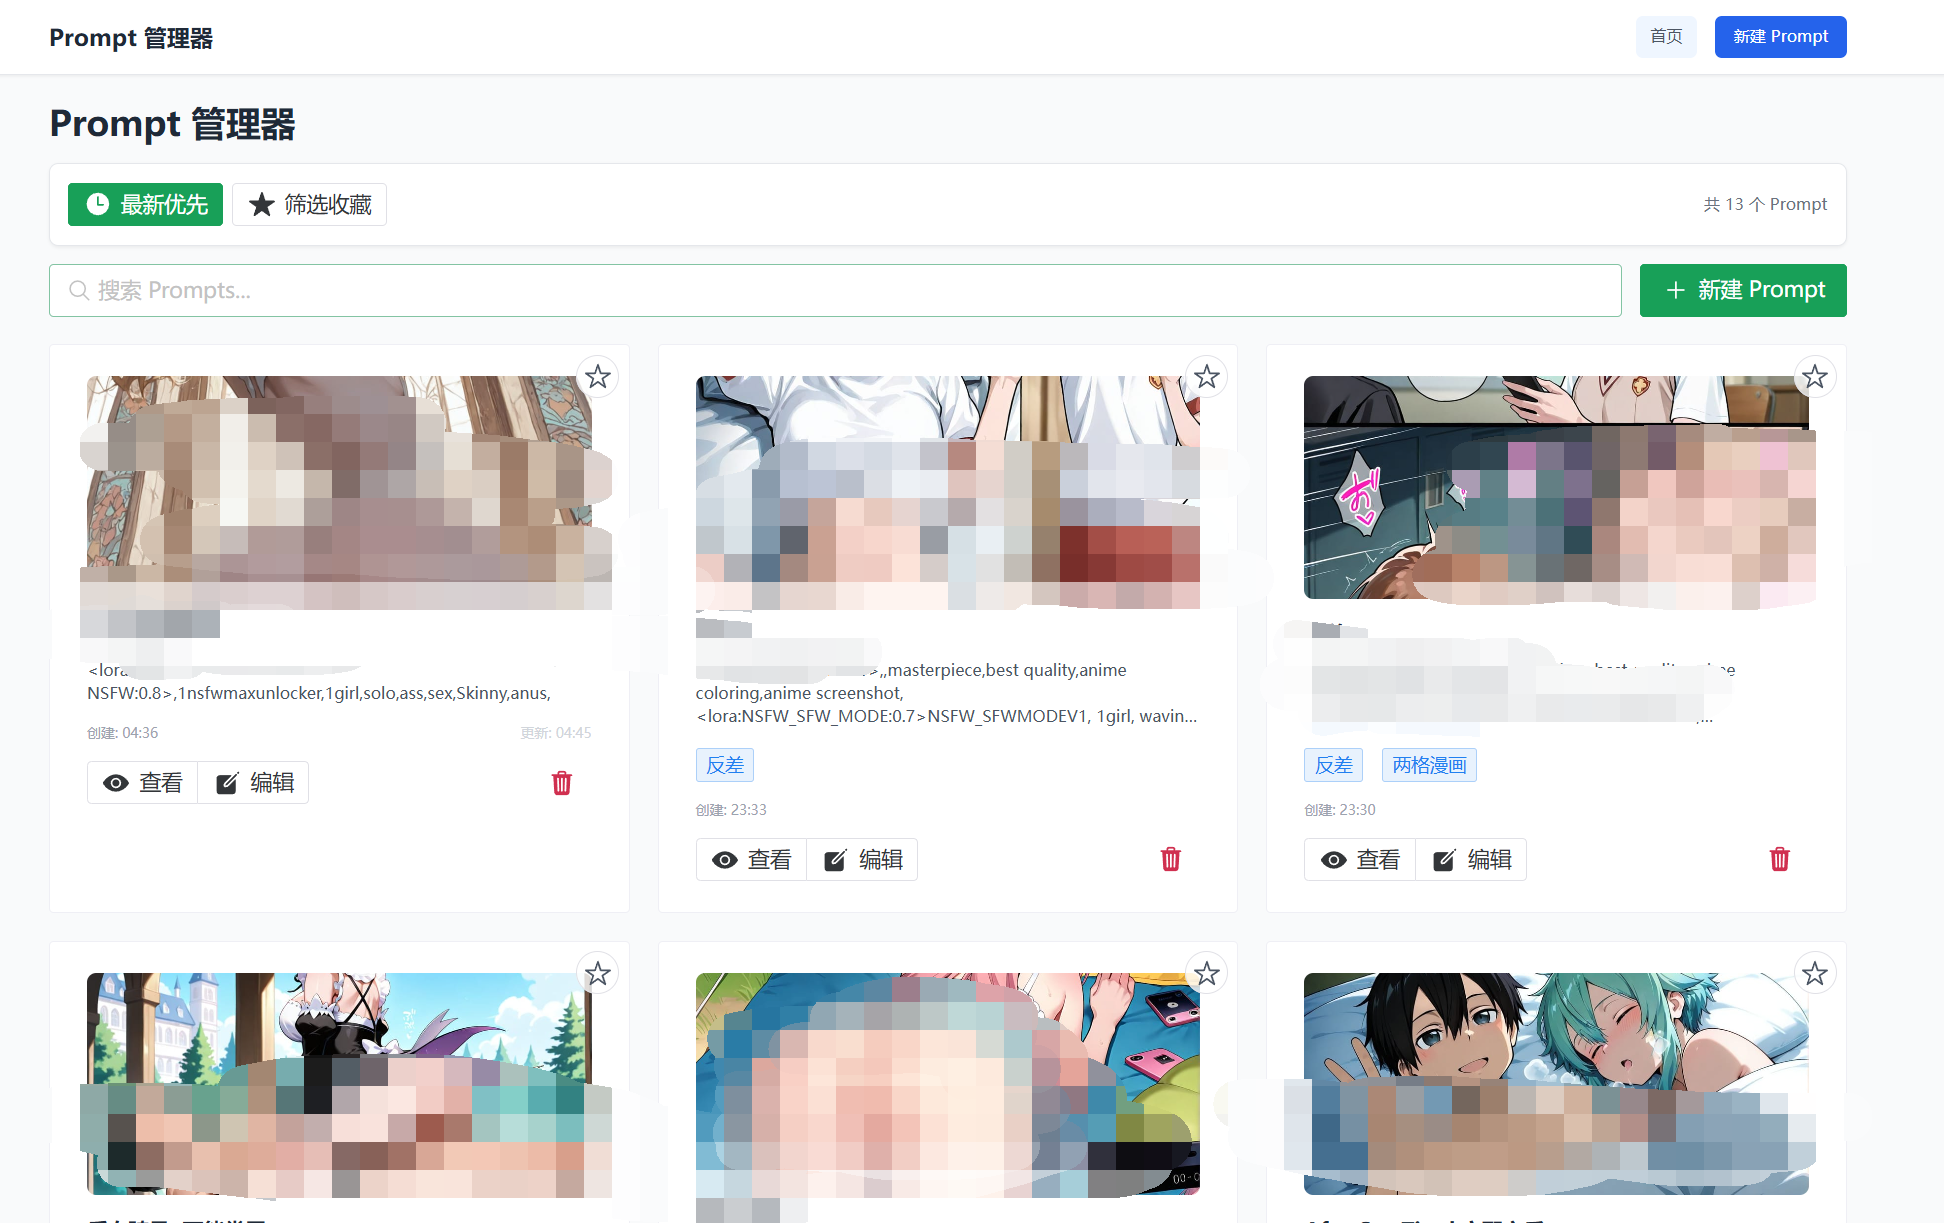 Prompt 管理器
首页
新建 Prompt
Prompt 管理器
最新优先
筛选收藏
共 13 个 Prompt
搜索 Prompts...
新建 Prompt
お♡
<lora
NSFW:0.8>,1nsfwmaxunlocker,1girl,solo,ass,sex,Skinny,anus,
创建: 04:36
更新: 04:45
查看
编辑
>,,masterpiece,best quality,anime
coloring,anime screenshot,
<lora:NSFW_SFW_MODE:0.7>NSFW_SFWMODEV1, 1girl, wavin...
反差
创建: 23:33
查看
编辑
反差
两格漫画
创建: 23:30
查看
编辑